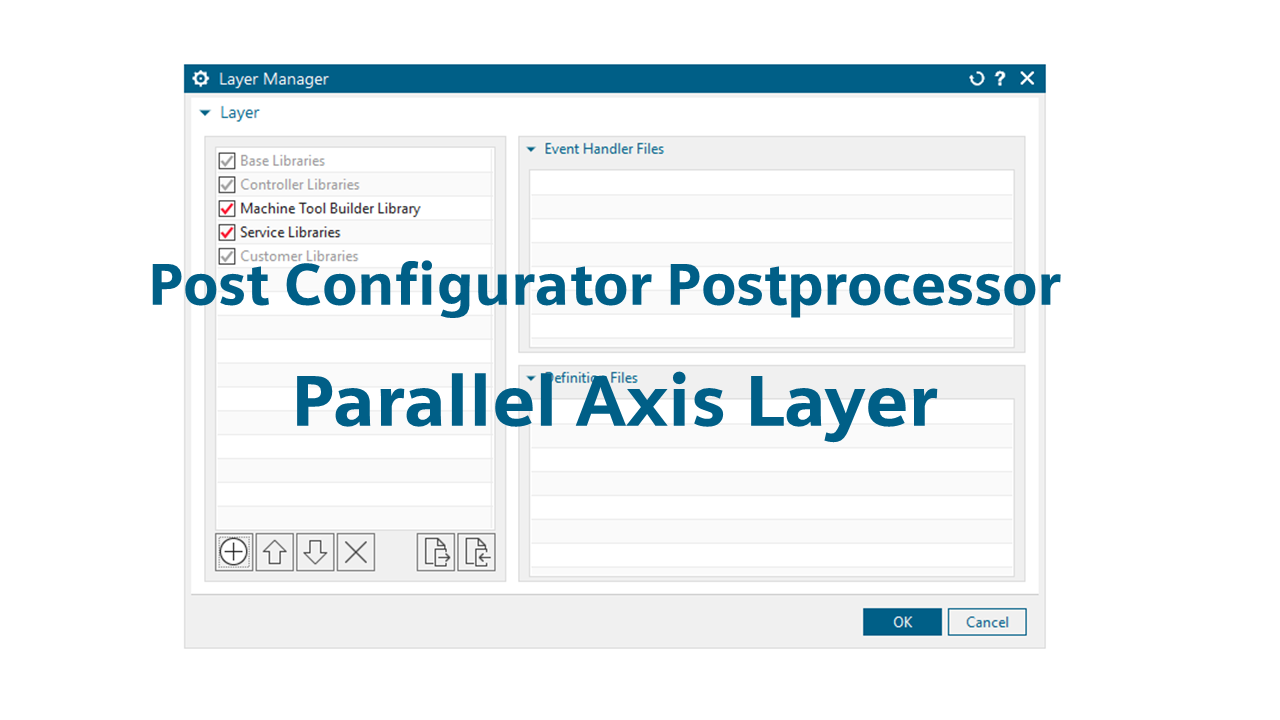 Layer Manager
?
Layer
Base Libraries
Controller Libraries
Machine Tool Builder Library
Service Libraries
Customer Libraries
Event Handler Files
Post Configurator Postprocessor
Definition Files
Parallel Axis Layer
OK
Cancel